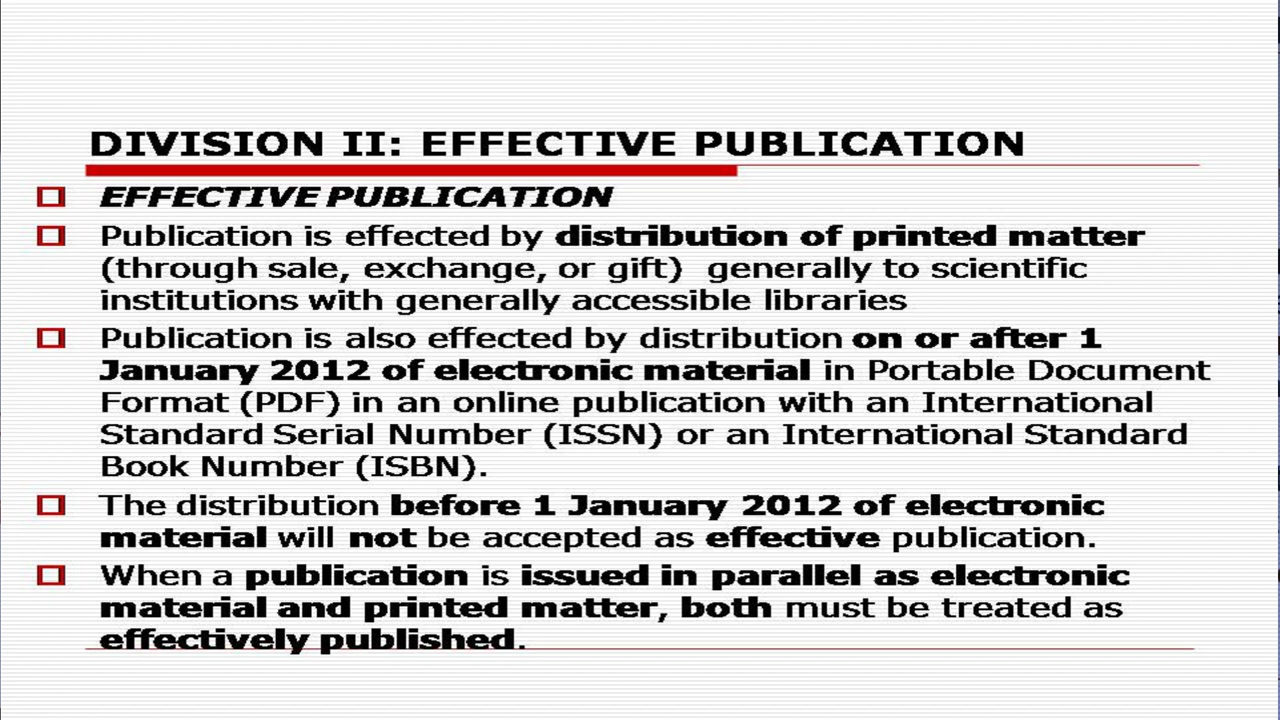 DIVISION II: EFFECTIVE PUBLICATION
EFFECTIVE PUBLICATION
Publication is effected by distribution of printed matter
(through sale, exchange, or gift) generally to scientific
institutions with generally accessible libraries
Publication is also effected by distribution on or after 1
January 2012 of electronic material in Portable Document
Format (PDF) in an online publication with an International
Standard Serial Number (ISSN) or an International Standard
Book Number (ISBN).
The distribution before 1 January 2012 of electronic
material will not be accepted as effective publication.
When a publication is issued in parallel as electronic
material and printed matter, both must be treated as
effectively published.